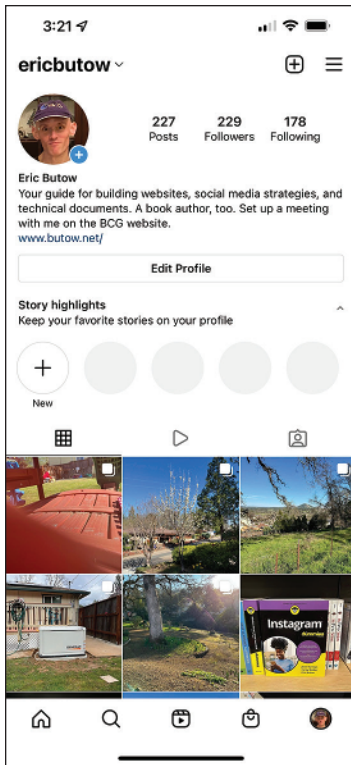 3:21
ericbutow
227 229 178
Posts Followers Following
Eric Butow
Your guide for building websites, social media strategies, and
technical documents. A book author, too. Set up a meeting
with me on the BCG website.
www.butow.net/
Edit Profile
Story highlights
Keep your favorite stories on your profile
New
Instagram
dummies